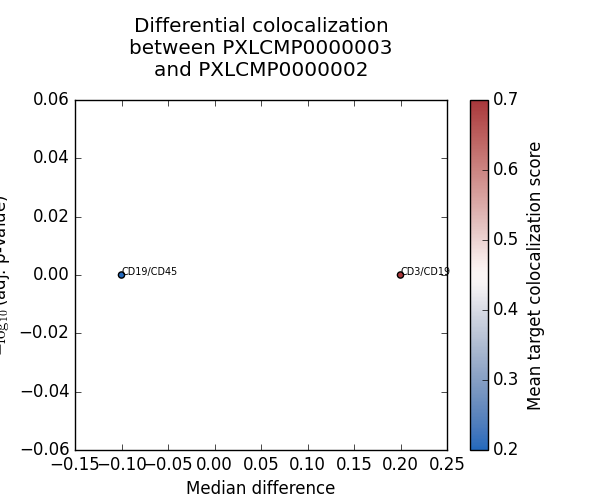 Differential colocalization
between PXLCMP0000003
and PXLCMP0000002
0.06
0.04
0.02
0.00
−0.02
−0.04
−0.06
−log10 (adj. p-value)
CD19/CD45
CD3/CD19
−0.15 −0.10 −0.05 0.00 0.05 0.10 0.15 0.20 0.25
Median difference
0.7
0.6
0.5
0.4
0.3
0.2
Mean target colocalization score